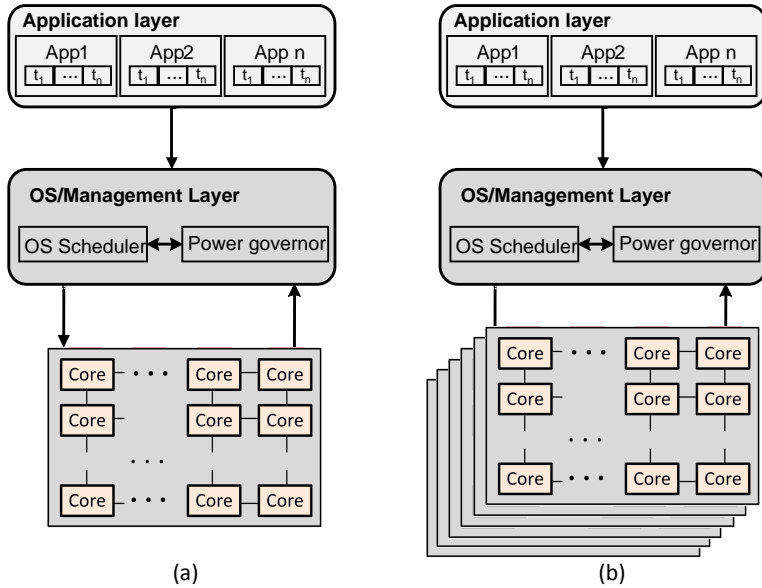 Application layer
App1 App2 App n
t1 ... tn t1 ... tn t1 ... tn
OS/Management Layer
OS Scheduler Power governor
Core ... Core Core
Core Core Core
...
Core ... Core Core
(a)
Application layer
App1 App2 App n
t1 ... tn t1 ... tn t1 ... tn
OS/Management Layer
OS Scheduler Power governor
Core ... Core Core
Core Core Core
...
Core ... Core Core
(b)